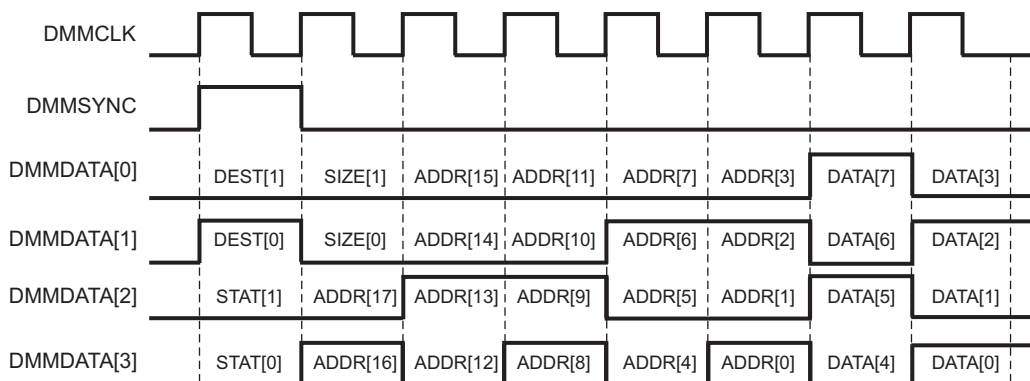 DMMCLK
DMMSYNC
DMMDATA[0] DEST[1] SIZE[1] ADDR[15] ADDR[11] ADDR[7] ADDR[3] DATA[7] DATA[3]
DMMDATA[1] DEST[0] SIZE[0] ADDR[14] ADDR[10] ADDR[6] ADDR[2] DATA[6] DATA[2]
DMMDATA[2] STAT[1] ADDR[17] ADDR[13] ADDR[9] ADDR[5] ADDR[1] DATA[5] DATA[1]
DMMDATA[3] STAT[0] ADDR[16] ADDR[12] ADDR[8] ADDR[4] ADDR[0] DATA[4] DATA[0]